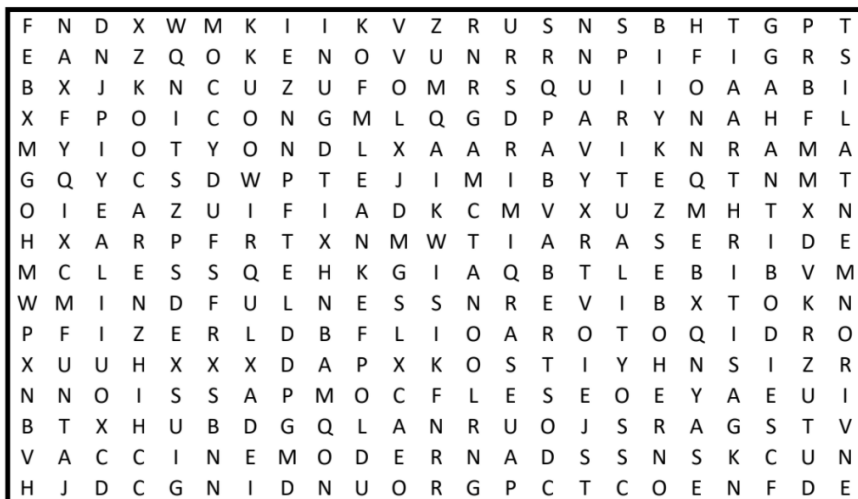 F N D X W M K I I K V Z R U S N S B H T G P T
E A N Z Q O K E N O V U N R R N P I F I G R S
B X J K N C U Z U F O M R S Q U I I O A A B I
X F P O I C O N G M L Q G D P A R Y N A H F L
M Y I O T Y O N D L X A A R A V I K N R A M A
G Q Y C S D W P T E J I M I B Y T E Q T N M T
O I E A Z U I F I A D K C M V X U Z M H T X N
H X A R P F R T X N M W T I A R A S E R I D E
M C L E S S Q E H K G I A Q B T L E B I B V M
W M I N D F U L N E S S N R E V I B X T O K N
P F I Z E R L D B F L I O A R O T O Q I D R O
X U U H X X X D A P X K O S T I Y H N S I Z R
N N O I S S A P M O C F L E S E O E Y A E U I
B T X H U B D G Q L A N R U O J S R A G S T V
V A C C I N E M O D E R N A D S S N S K C U N
H J D C G N I D N U O R G P C T C O E N F D E